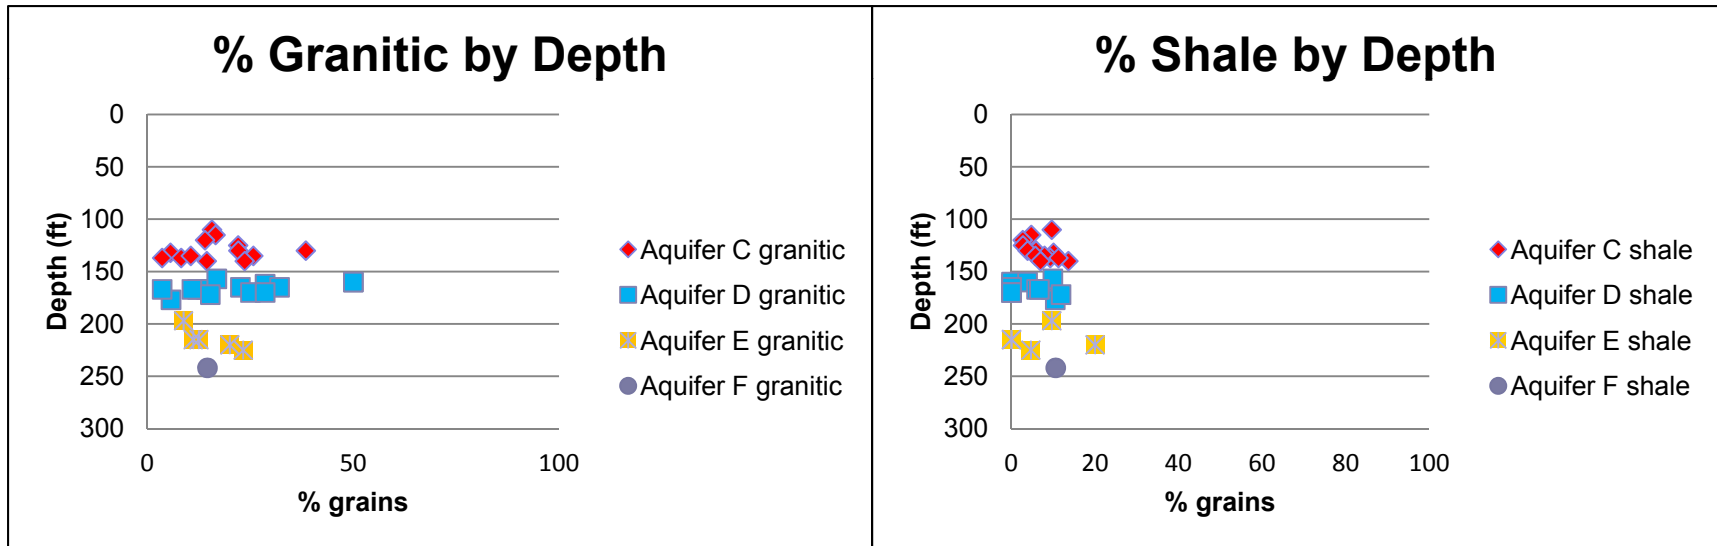 % Granitic by Depth
0
50
100
150
200
250
300
Depth (ft)
0 50 100
% grains
Aquifer C granitic
Aquifer D granitic
Aquifer E granitic
Aquifer F granitic
% Shale by Depth
0
50
100
150
200
250
300
Depth (ft)
0 20 40 60 80 100
% grains
Aquifer C shale
Aquifer D shale
Aquifer E shale
Aquifer F shale